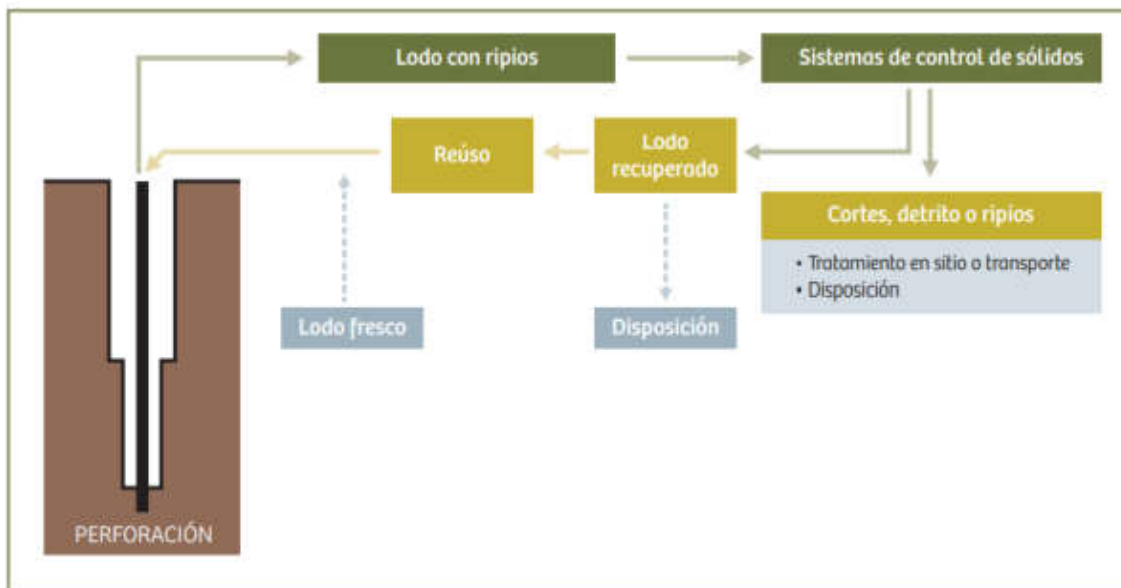 Lodo con ripios
Sistemas de control de sólidos
Reúso
Lodo
recuperado
Cortes, detrito o ripios
• Tratamiento en sitio o transporte
• Disposición
Lodo fresco
Disposición
PERFORACIÓN